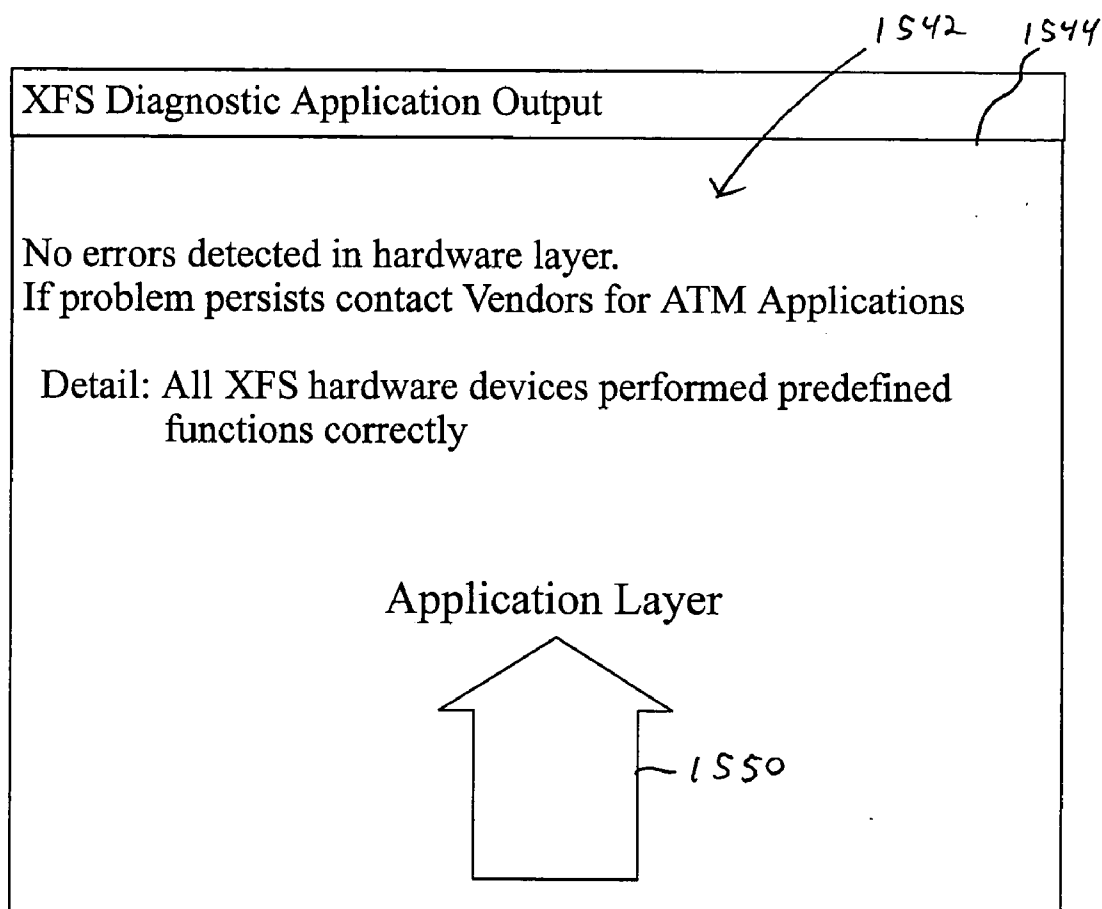 1542 1544
XFS Diagnostic Application Output
No errors detected in hardware layer.
If problem persists contact Vendors for ATM Applications
Detail: All XFS hardware devices performed predefined
functions correctly
Application Layer
1550